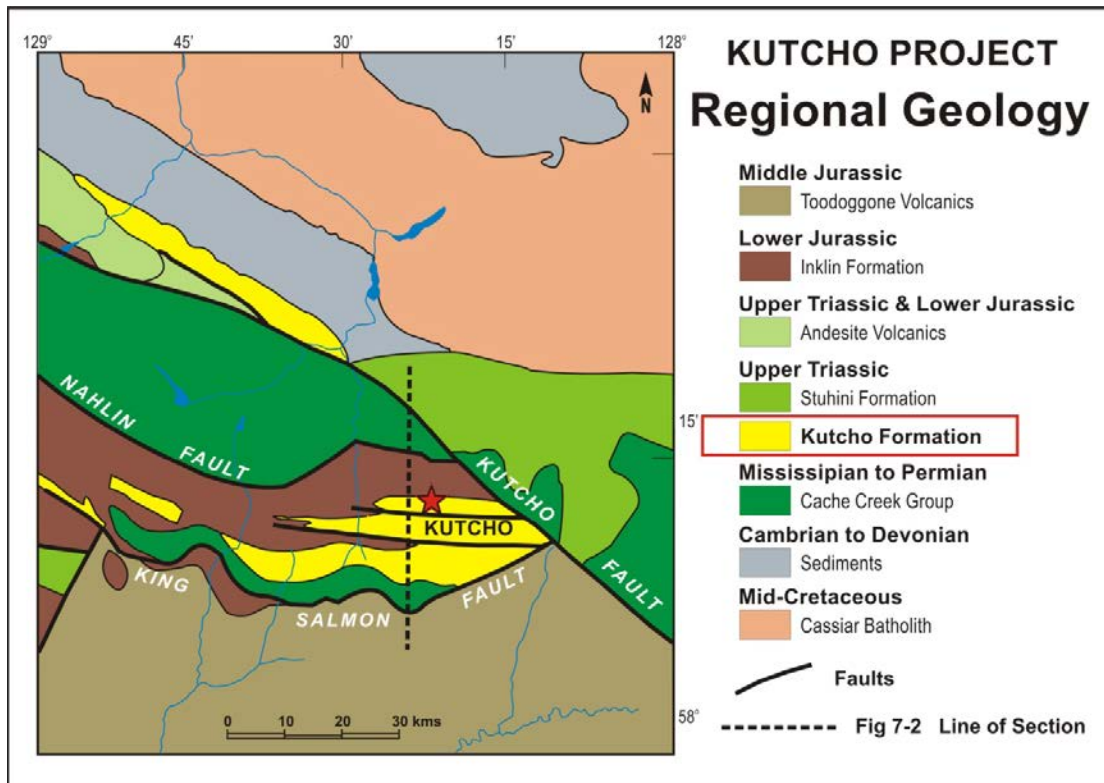 129°
45'
30'
15'
128°
N
NAHLIN
FAULT
KUTCHO
FAULT
KUTCHO
KING
SALMON
FAULT
0 10 20 30 kms
15'
58°
KUTCHO PROJECT
Regional Geology
Middle Jurassic
Toodoggone Volcanics
Lower Jurassic
Inklin Formation
Upper Triassic & Lower Jurassic
Andesite Volcanics
Upper Triassic
Stuhini Formation
Kutcho Formation
Mississipian to Permian
Cache Creek Group
Cambrian to Devonian
Sediments
Mid-Cretaceous
Cassiar Batholith
Faults
Fig 7-2 Line of Section